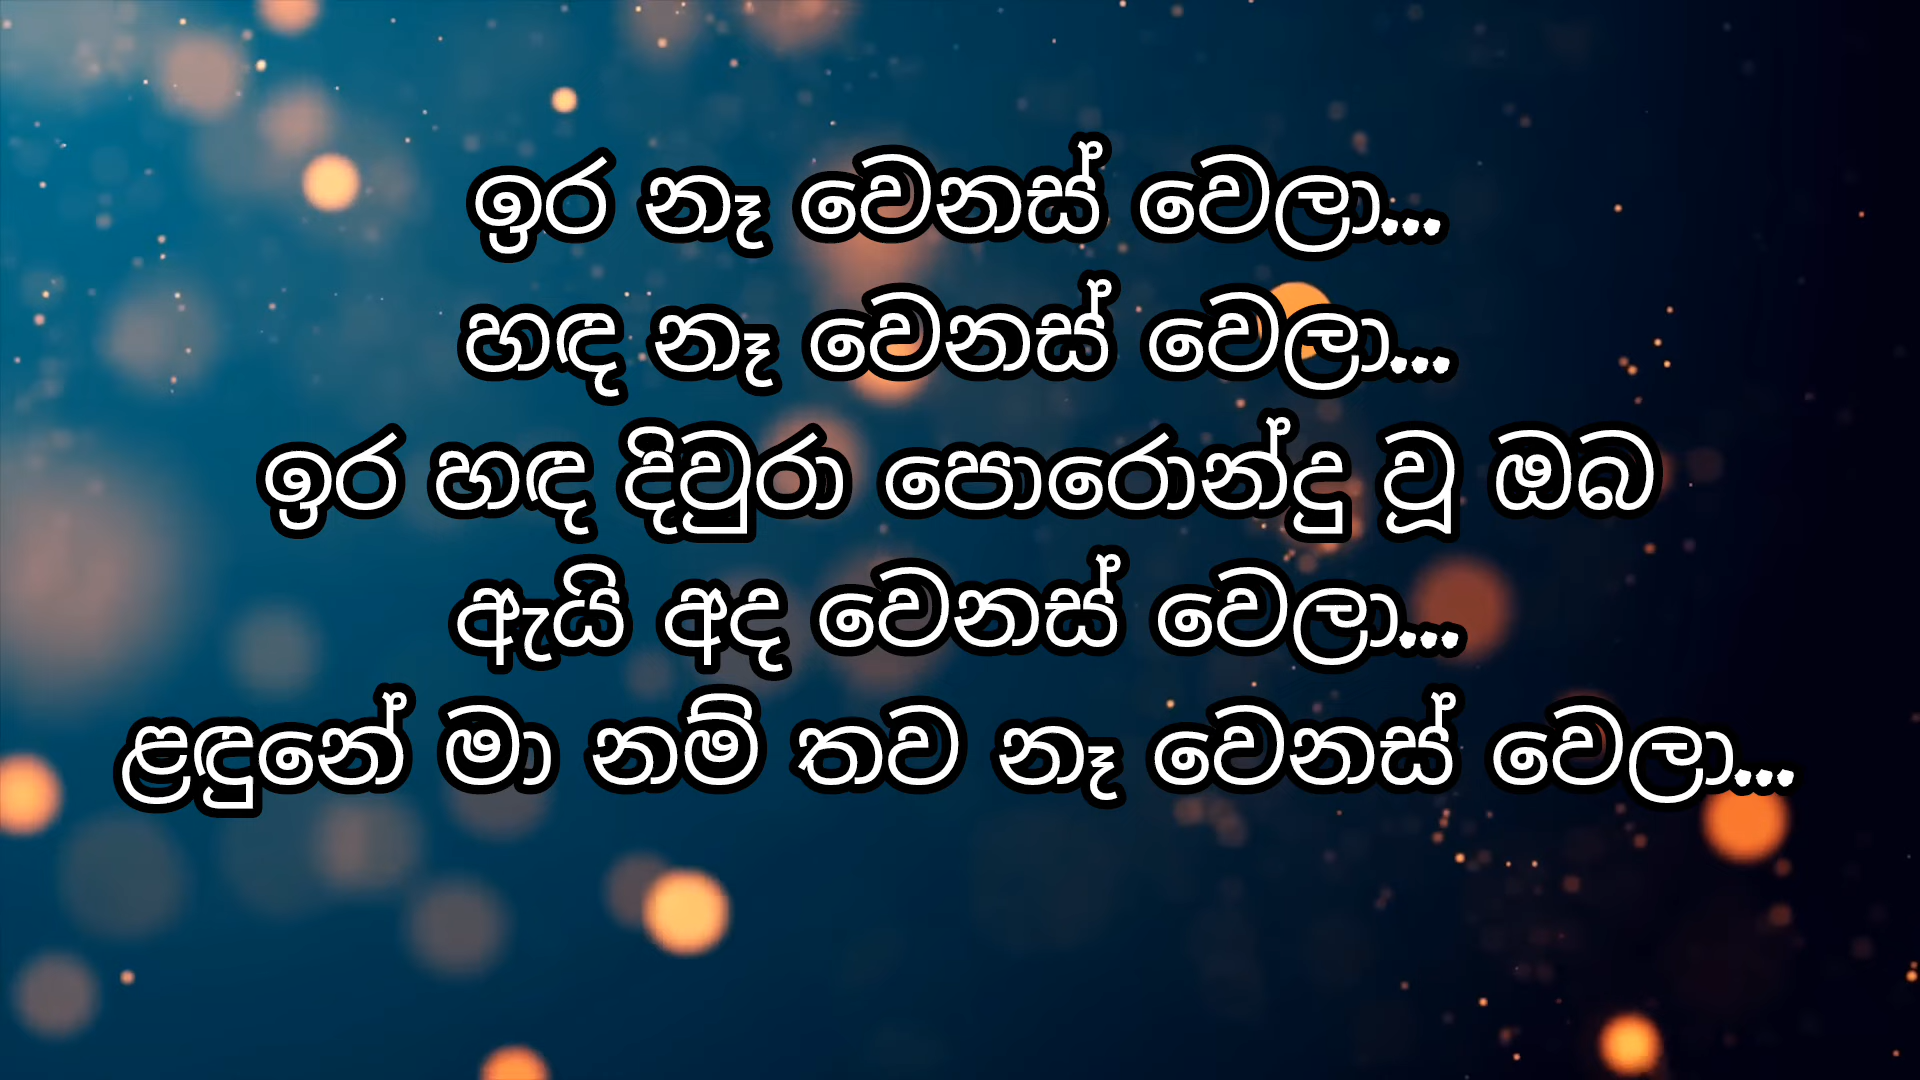 ඉර නෑ වෙනස් වෙලා...
හඳ නෑ වෙනස් වෙලා...
ඉර හඳ දිවුරා පොරොන්දු වූ ඔබ
ඇයි අද වෙනස් වෙලා...
ළඳුනේ මා නම් තව නෑ වෙනස් වෙලා...